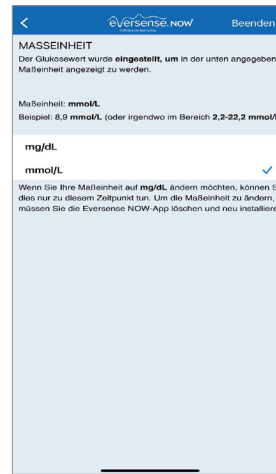 eversense. NOW Beenden
MASSEINHEIT
Der Glukosewert wurde eingestellt, um in der unten angegeben
Maßeinheit angezeigt zu werden.
Maßeinheit: mmol/L
Beispiel: 8,9 mmol/L (oder irgendwo im Bereich 2,2-22,2 mmol/l
mg/dL
mmol/L
Wenn Sie Ihre Maßeinheit auf mg/dL ändern möchten, können S
dies nur zu diesem Zeitpunkt tun. Um die Maßeinheit zu ändern,
müssen Sie die Eversense NOW-App löschen und neu installiere